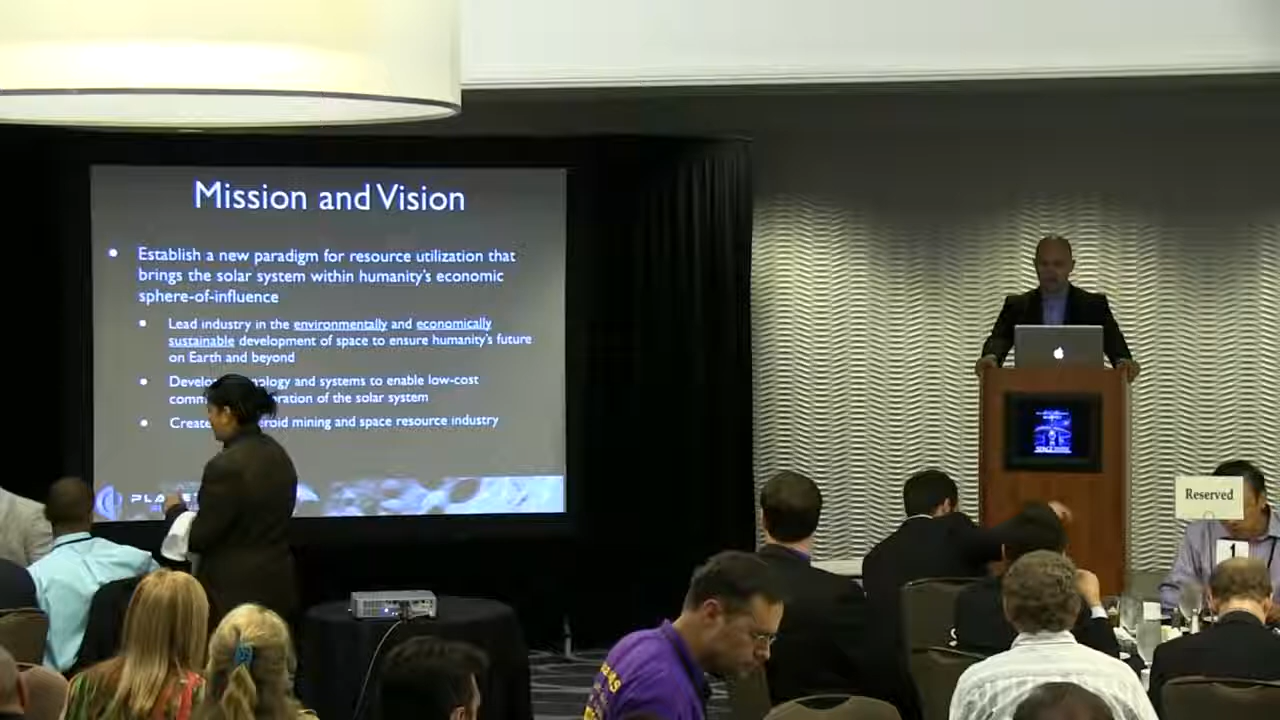 Mission and Vision
• Establish a new paradigm for resource utilization that
brings the solar system within humanity's economic
sphere-of-influence
• Lead industry in the environmentally and economically
sustainable development of space to ensure humanity's future
on Earth and beyond
• and systems to enable low-cost
of the solar system
• mining and space resource industry
Reserved
1